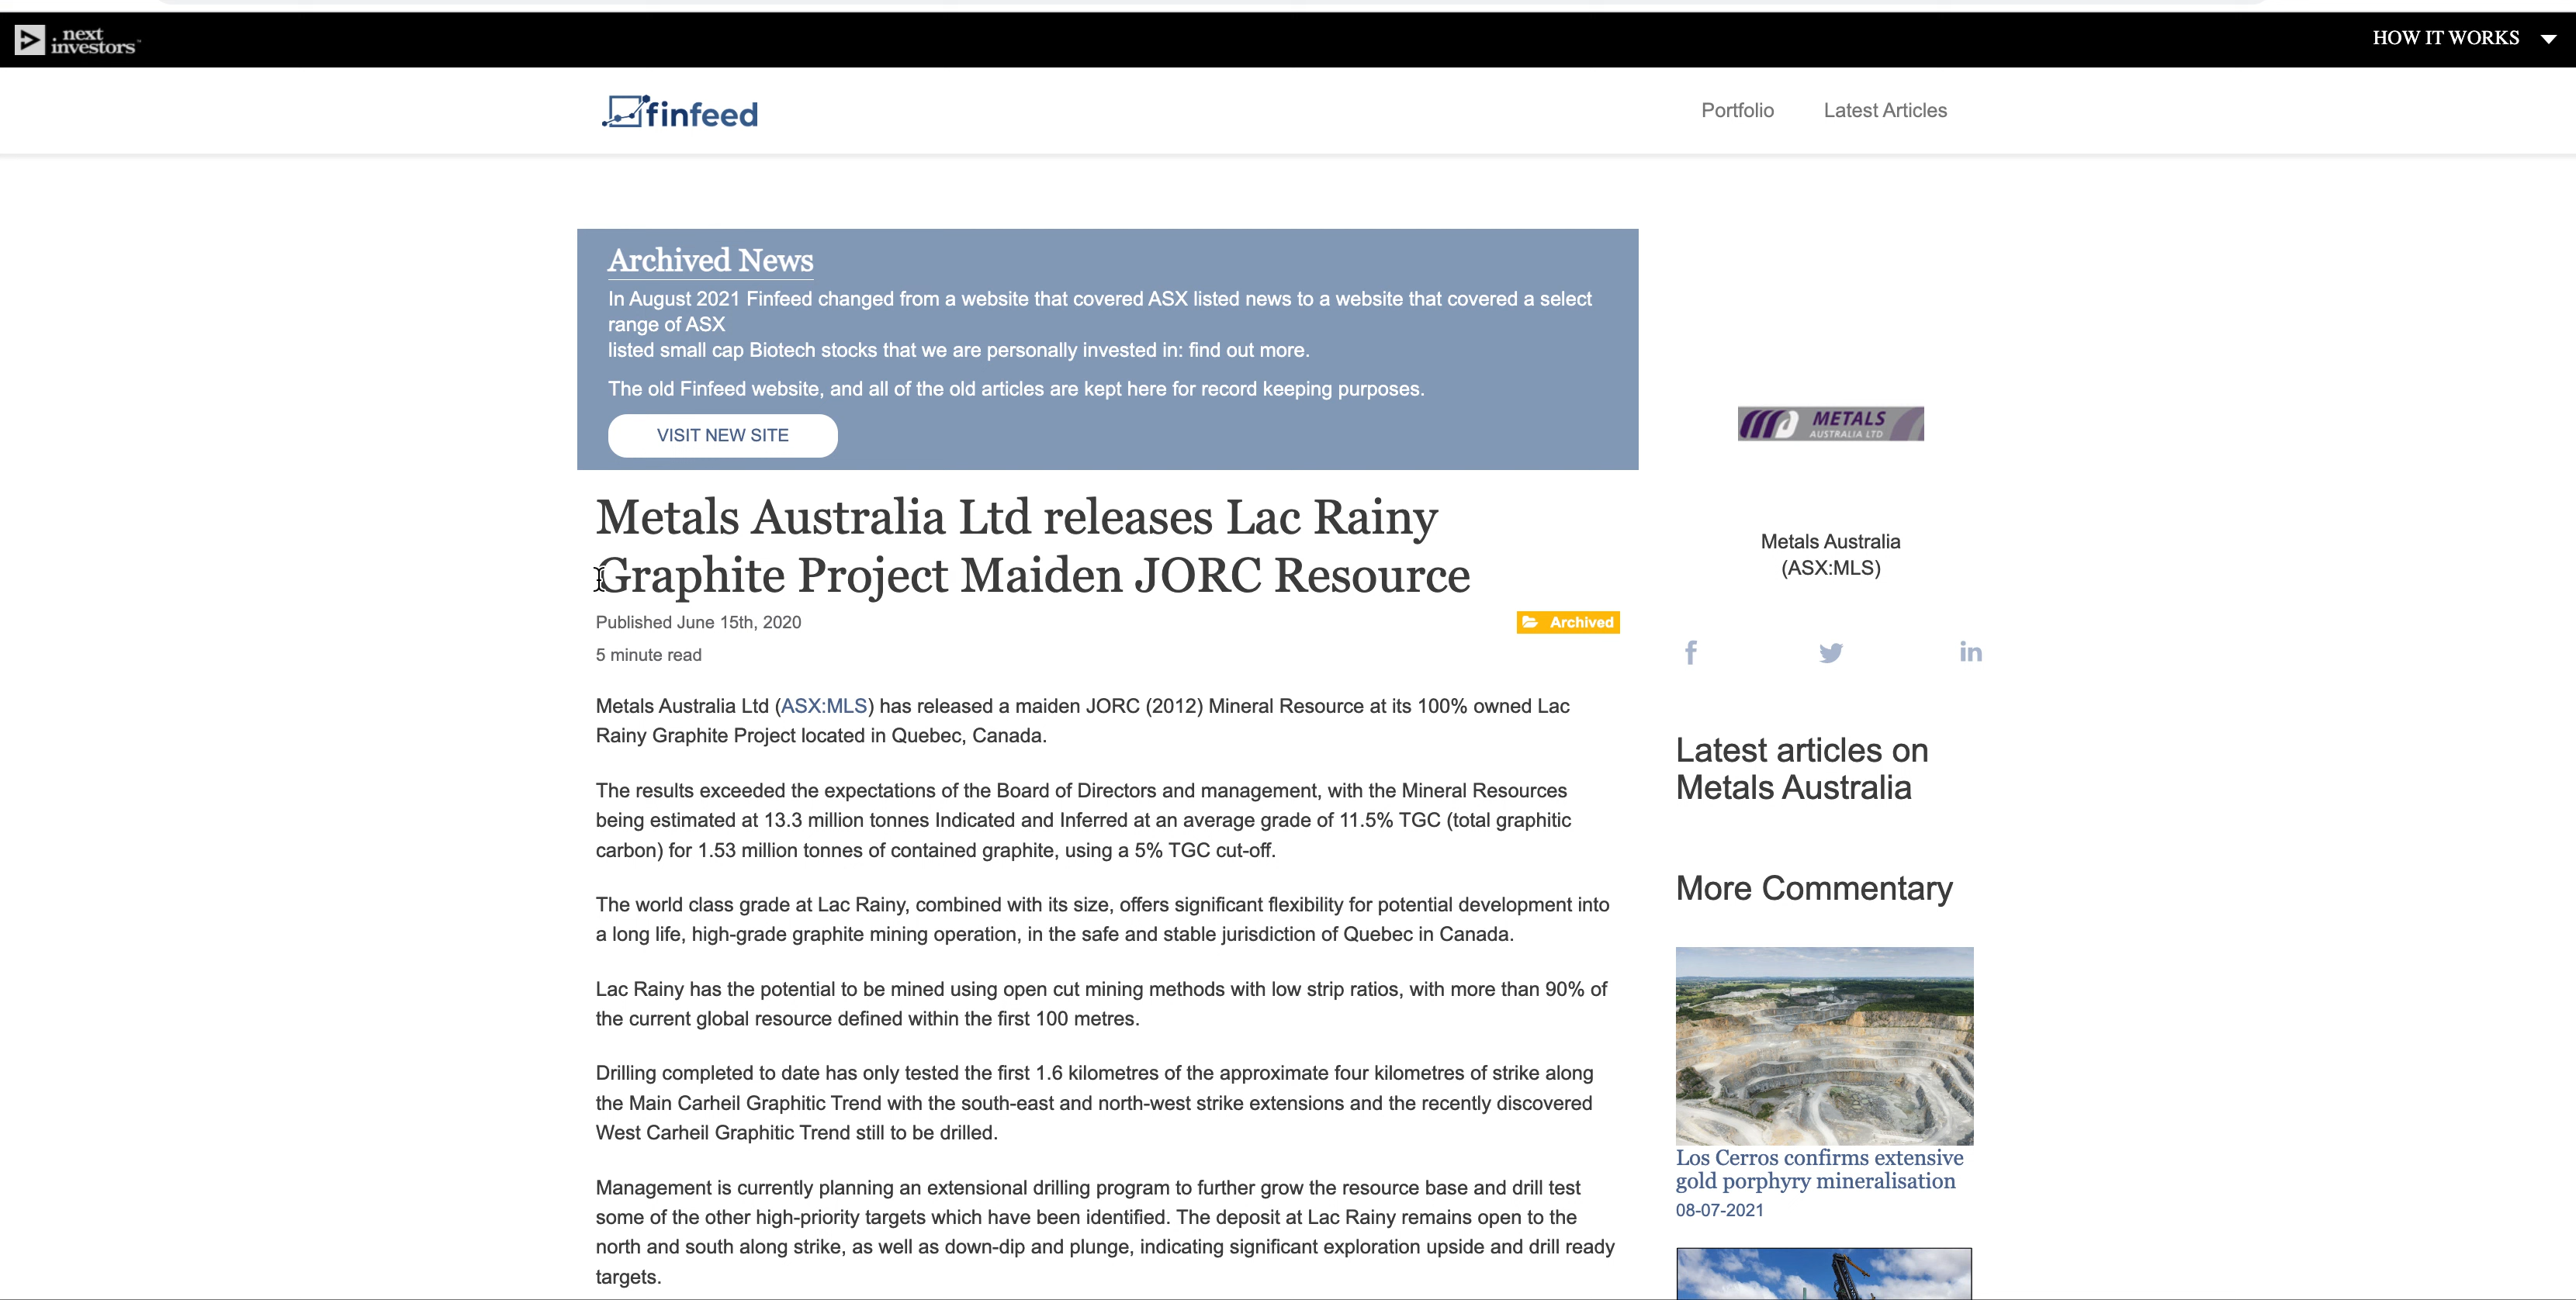 next
investors
HOW IT WORKS
finfeed
Portfolio
Latest Articles
Archived News
In August 2021 Finfeed changed from a website that covered ASX listed news to a website that covered a select
range of ASX
listed small cap Biotech stocks that we are personally invested in: find out more.
The old Finfeed website, and all of the old articles are kept here for record keeping purposes.
VISIT NEW SITE
Metals Australia Ltd releases Lac Rainy
Graphite Project Maiden JORC Resource
Published June 15th, 2020
Archived
5 minute read
Metals Australia Ltd (ASX:MLS) has released a maiden JORC (2012) Mineral Resource at its 100% owned Lac
Rainy Graphite Project located in Quebec, Canada.
The results exceeded the expectations of the Board of Directors and management, with the Mineral Resources
being estimated at 13.3 million tonnes Indicated and Inferred at an average grade of 11.5% TGC (total graphitic
carbon) for 1.53 million tonnes of contained graphite, using a 5% TGC cut-off.
The world class grade at Lac Rainy, combined with its size, offers significant flexibility for potential development into
a long life, high-grade graphite mining operation, in the safe and stable jurisdiction of Quebec in Canada.
Lac Rainy has the potential to be mined using open cut mining methods with low strip ratios, with more than 90% of
the current global resource defined within the first 100 metres.
Drilling completed to date has only tested the first 1.6 kilometres of the approximate four kilometres of strike along
the Main Carheil Graphitic Trend with the south-east and north-west strike extensions and the recently discovered
West Carheil Graphitic Trend still to be drilled.
Management is currently planning an extensional drilling program to further grow the resource base and drill test
some of the other high-priority targets which have been identified. The deposit at Lac Rainy remains open to the
north and south along strike, as well as down-dip and plunge, indicating significant exploration upside and drill ready
targets.
METALS
AUSTRALIA LTD
Metals Australia
(ASX:MLS)
Latest articles on
Metals Australia
More Commentary
Los Cerros confirms extensive
gold porphyry mineralisation
08-07-2021